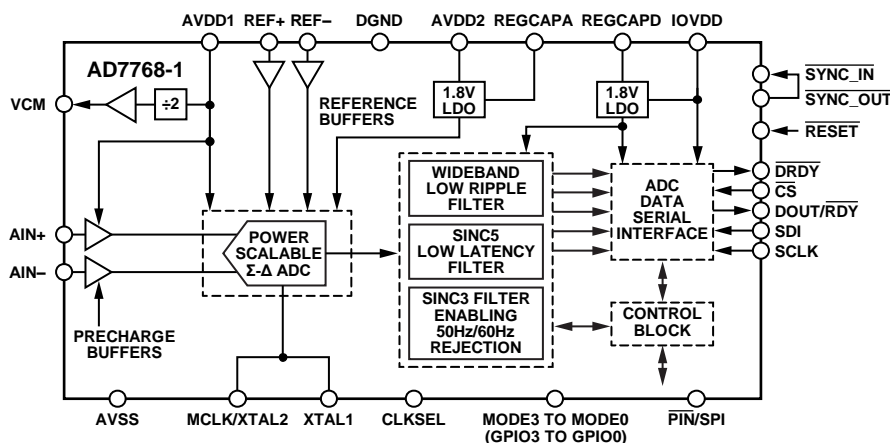 AVDD1 REF+ REF– DGND AVDD2 REGCAPA REGCAPD IOVDD
AD7768-1
VCM
÷2
REFERENCE
BUFFERS
1.8V
LDO
1.8V
LDO
SYNC_IN
SYNC_OUT
RESET
WIDEBAND
LOW RIPPLE
FILTER
ADC
DATA
SERIAL
INTERFACE
DRDY
CS
DOUT/RDY
SDI
SCLK
AIN+
AIN–
POWER
SCALABLE
Σ-Δ ADC
SINC5
LOW LATENCY
FILTER
SINC3 FILTER
ENABLING
50Hz/60Hz
REJECTION
CONTROL
BLOCK
PRECHARGE
BUFFERS
AVSS MCLK/XTAL2 XTAL1 CLKSEL MODE3 TO MODE0 PIN/SPI
(GPIO3 TO GPIO0)